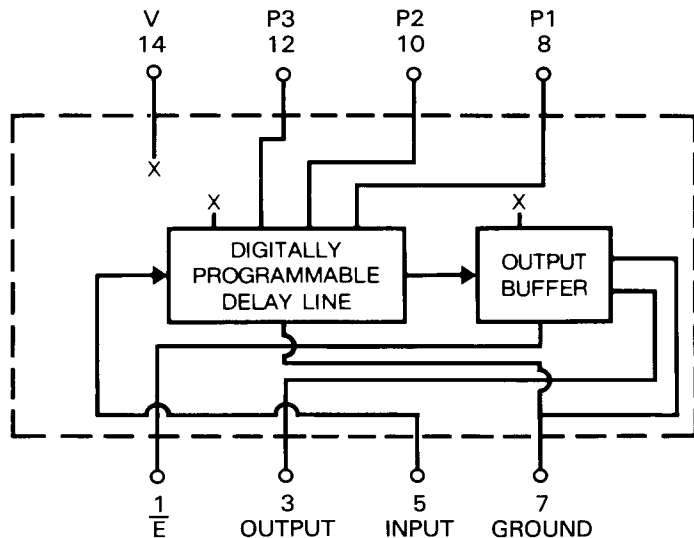 V P3 P2 P1
14 12 10 8
X
X X
DIGITALLY
PROGRAMMABLE
DELAY LINE
OUTPUT
BUFFER
1 3 5 7
E̅ OUTPUT INPUT GROUND